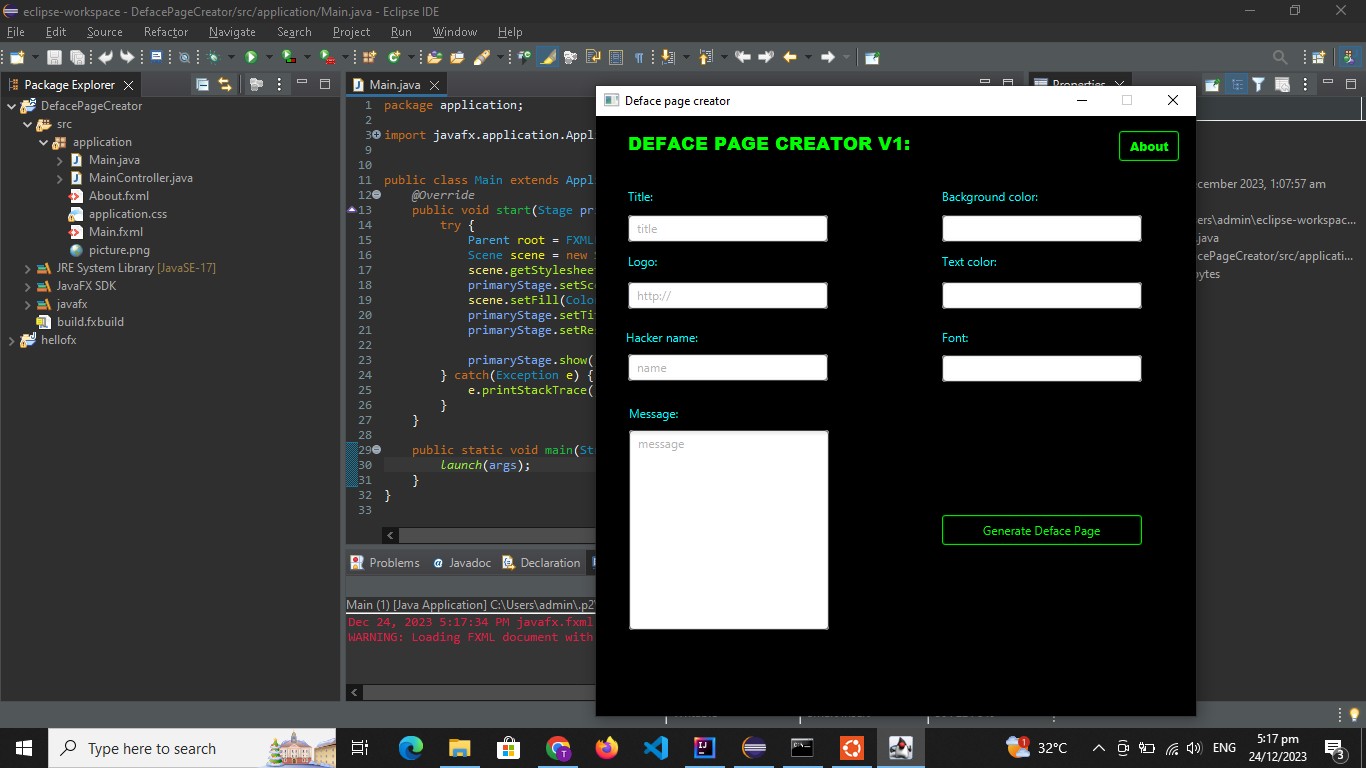 eclipse-workspace - DefacePageCreator/src/application/Main.java - Eclipse IDE
File Edit Source Refactor Navigate Search Project Run Window Help
Package Explorer
DefacePageCreator
src
application
Main.java
MainController.java
About.fxml
application.css
Main.fxml
picture.png
JRE System Library [JavaSE-17]
JavaFX SDK
javafx
build.fxbuild
hellofx
Main.java
1 package application;
2
3 import javafx.application.Appl
9
10
11 public class Main extends Appl
12 @Override
13 public void start(Stage pr
14 try {
15 Parent root = FXML
16 Scene scene = new S
17 scene.getStylesheet
18 primaryStage.setSc
19 scene.setFill(Colo
20 primaryStage.setTi
21 primaryStage.setRe
22
23 primaryStage.show(
24 } catch(Exception e) {
25 e.printStackTrace(
26 }
27 }
28
29 public static void main(St
30 launch(args);
31 }
32 }
33
Problems Javadoc Declaration
Main (1) [Java Application] C:\Users\admin\.p2\
Dec 24, 2023 5:17:34 PM javafx.fxml
WARNING: Loading FXML document with
Properties
cember 2023, 1:07:57 am
ers\admin\eclipse-workspac...
.java
cePageCreator/src/applicati...
bytes
Deface page creator
DEFACE PAGE CREATOR V1:
About
Title:
title
Logo:
http://
Hacker name:
name
Message:
message
Background color:
Text color:
Font:
Generate Deface Page
Type here to search
1
32°C
ENG
5:17 pm
24/12/2023
3